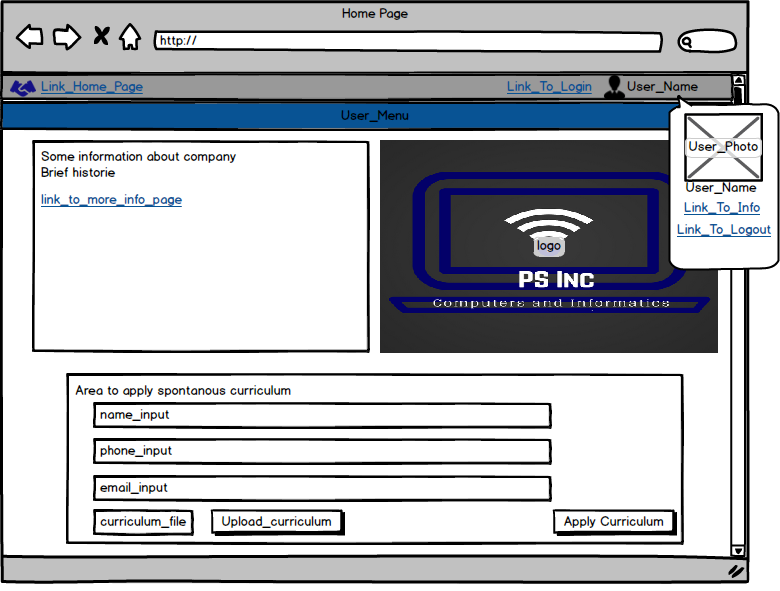 Home Page
http://
Link_Home_Page
Link_To_Login
User_Name
User_Menu
User_Photo
User_Name
Link_To_Info
Link_To_Logout
Some information about company
Brief historie
link_to_more_info_page
logo
PS INC
Computers and Informatics
Area to apply spontanous curriculum
name_input
phone_input
email_input
curriculum_file
Upload_curriculum
Apply Curriculum